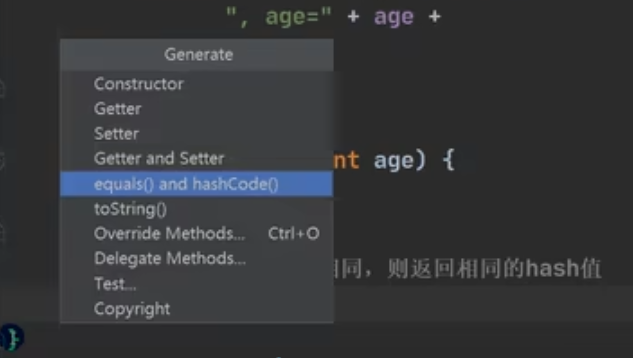 ", age=" + age +
Generate
Constructor
Getter
Setter
Getter and Setter
nt age) {
equals() and hashCode()
toString()
Override Methods... Ctrl+O
Delegate Methods...
相同，则返回相同的hash值
Test...
Copyright
}